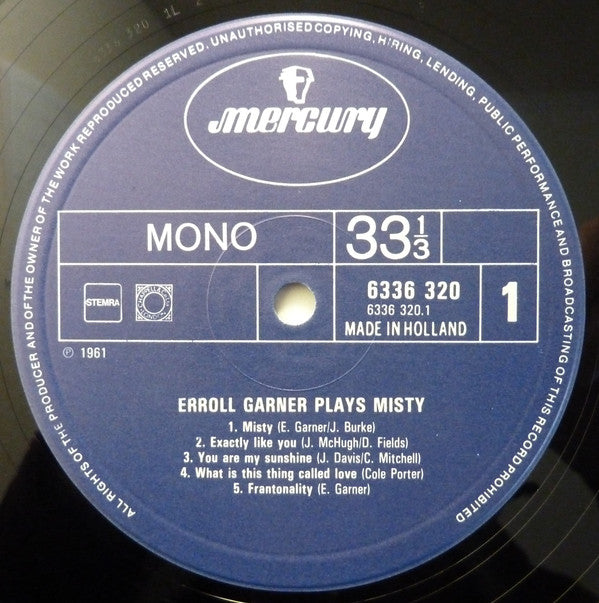 ALL RIGHTS OF THE PRODUCER AND OF THE OWNER OF THE WORK REPRODUCED RESERVED. UNAUTHORISED COPYING, HIRING, LENDING, PUBLIC PERFORMANCE AND BROADCASTING OF THIS RECORD PROHIBITED
mercury
MONO
33 1/3
STEMRA
6336 320
6336 320.1
MADE IN HOLLAND
1
℗ 1961
ERROLL GARNER PLAYS MISTY
1. Misty (E. Garner/J. Burke)
2. Exactly like you (J. McHugh/D. Fields)
3. You are my sunshine (J. Davis/C. Mitchell)
4. What is this thing called love (Cole Porter)
5. Frantonality (E. Garner)